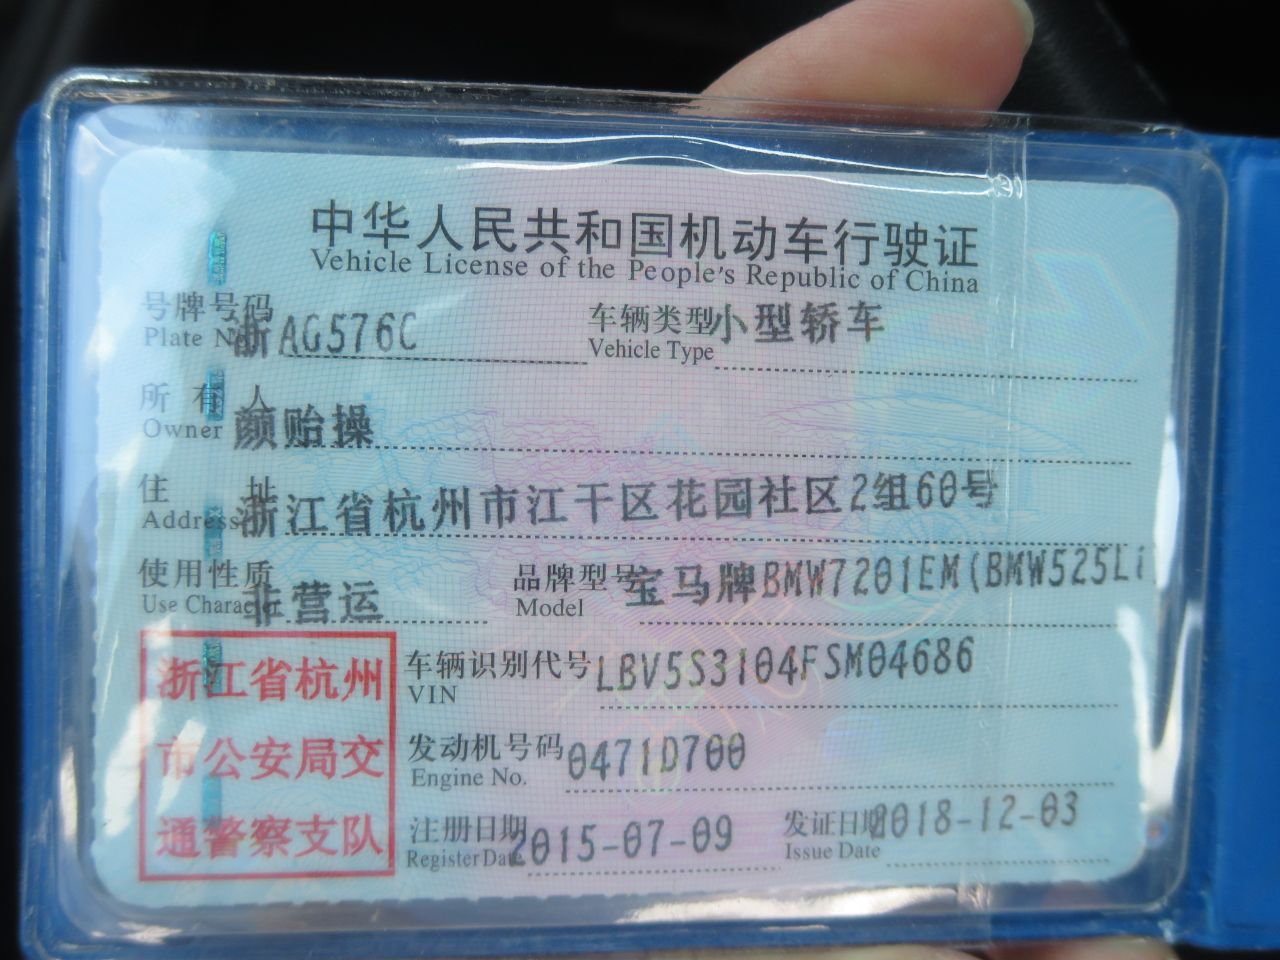 中华人民共和国机动车行驶证
Vehicle License of the People's Republic of China
号牌号码 浙AG576C 车辆类型 小型轿车
Plate No. Vehicle Type
所有人 颜贻操
Owner
住址 浙江省杭州市江干区花园社区2组60号
Address
使用性质 非营运 品牌型号 宝马牌BMW7201EM(BMW525Li
Use Character Model
浙江省杭州
市公安局交
通警察支队
车辆识别代号 LBV5S3104FSM04686
VIN
发动机号码 0471D700
Engine No.
注册日期 2015-07-09 发证日期 2018-12-03
Register Date Issue Date